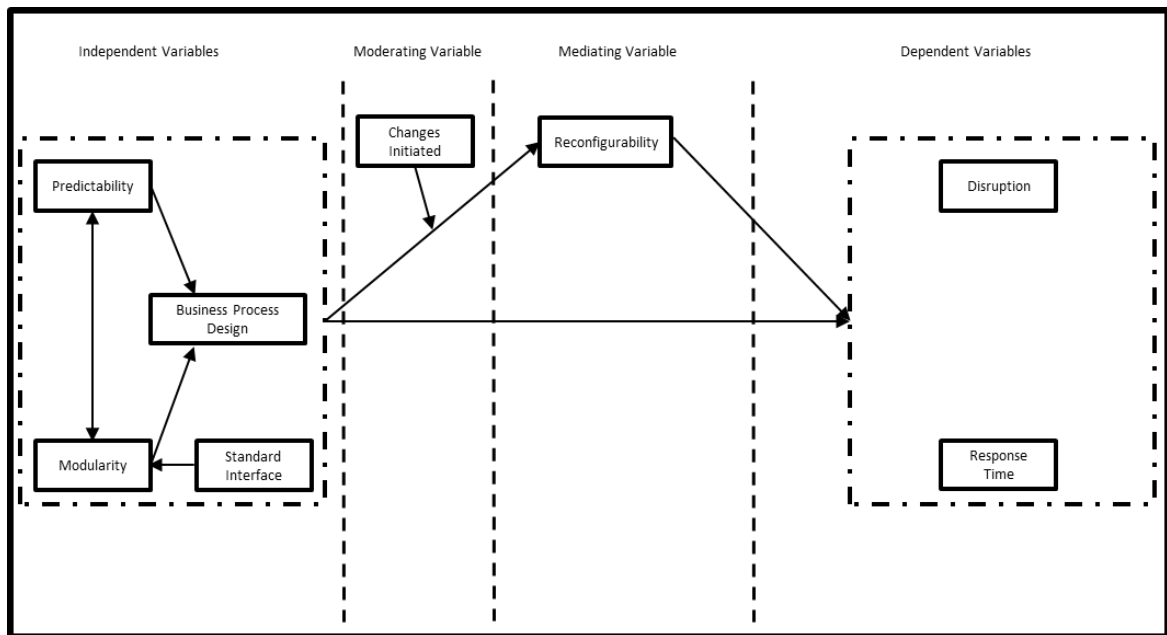 Independent Variables
Moderating Variable
Mediating Variable
Dependent Variables
Changes
Initiated
Reconfigurability
Predictability
Disruption
Business Process
Design
Modularity
Standard
Interface
Response
Time